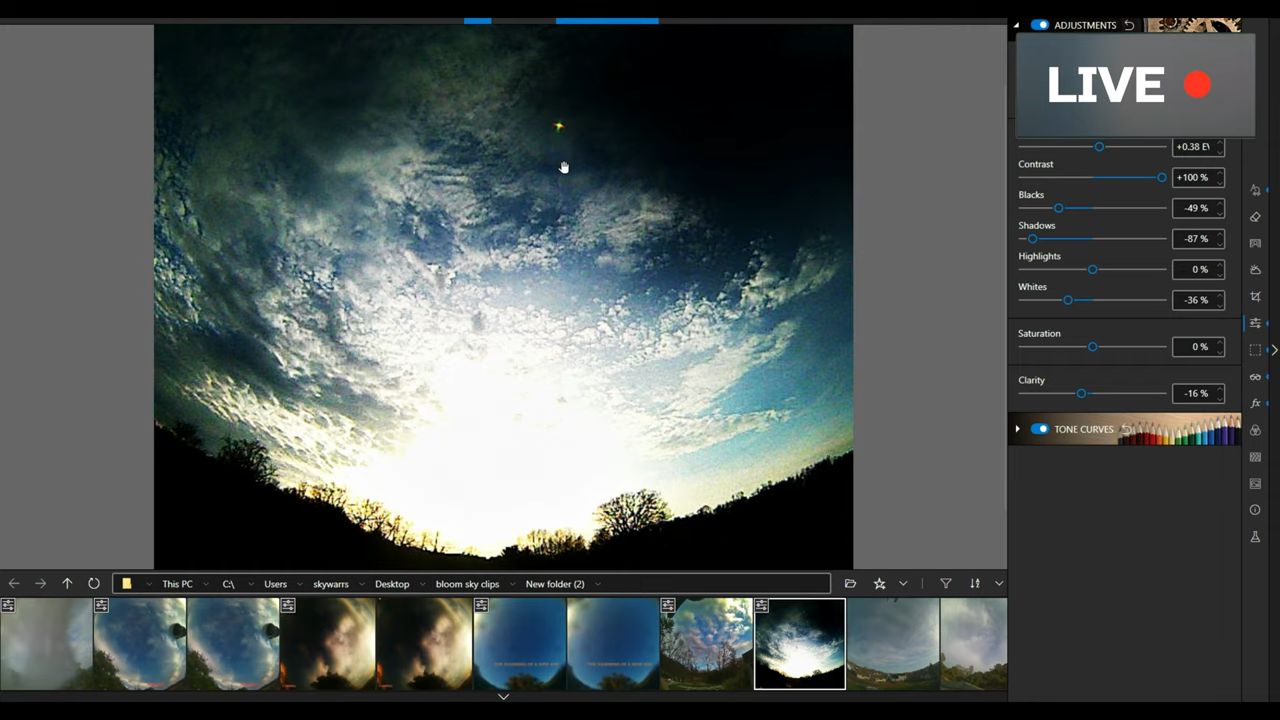 ADJUSTMENTS
LIVE
+0.38 E\
Contrast
+100 %
Blacks
-49 %
Shadows
-87 %
Highlights
0 %
Whites
-36 %
Saturation
0 %
Clarity
-16 %
TONE CURVES
This PC
C:\
Users
skywarrs
Desktop
bloom sky clips
New folder (2)